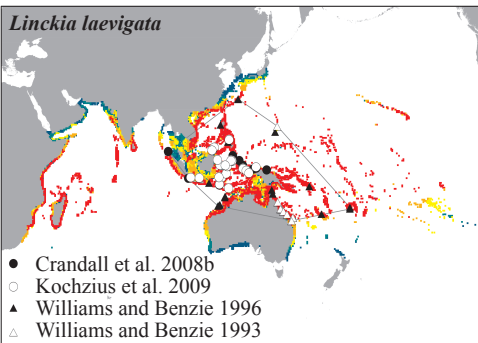 Linckia laevigata
Crandall et al. 2008b
Kochzius et al. 2009
Williams and Benzie 1996
Williams and Benzie 1993